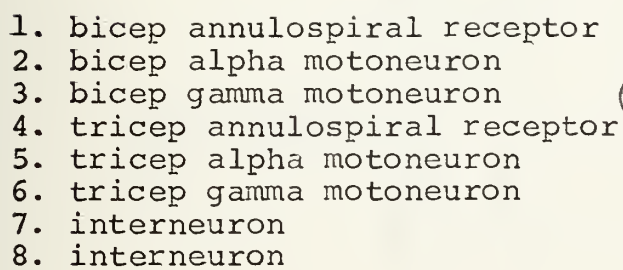 1. bicep annulospiral receptor
2. bicep alpha motoneuron
3. bicep gamma motoneuron
4. tricep annulospiral receptor
5. tricep alpha motoneuron
6. tricep gamma motoneuron
7. interneuron
8. interneuron